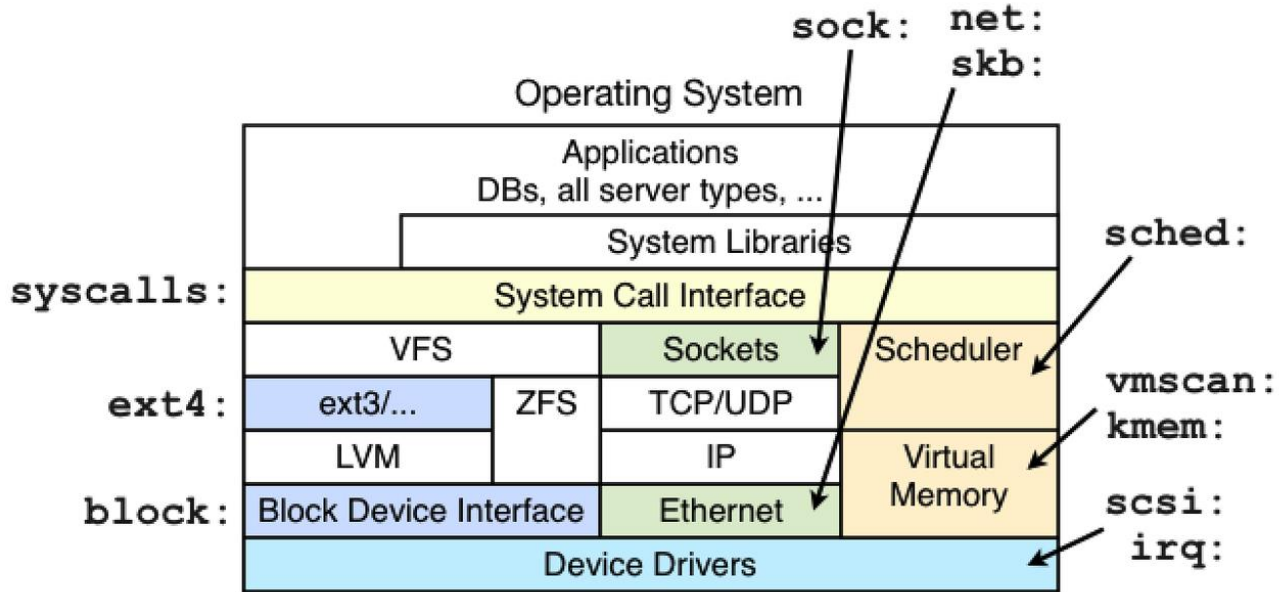 sock:
net:
skb:
Operating System
Applications
DBs, all server types, ...
System Libraries
sched:
syscalls:
System Call Interface
VFS
Sockets
Scheduler
ext4:
ext3/...
ZFS
TCP/UDP
vmscan:
kmem:
LVM
IP
Virtual
Memory
block:
Block Device Interface
Ethernet
scsi:
irq:
Device Drivers